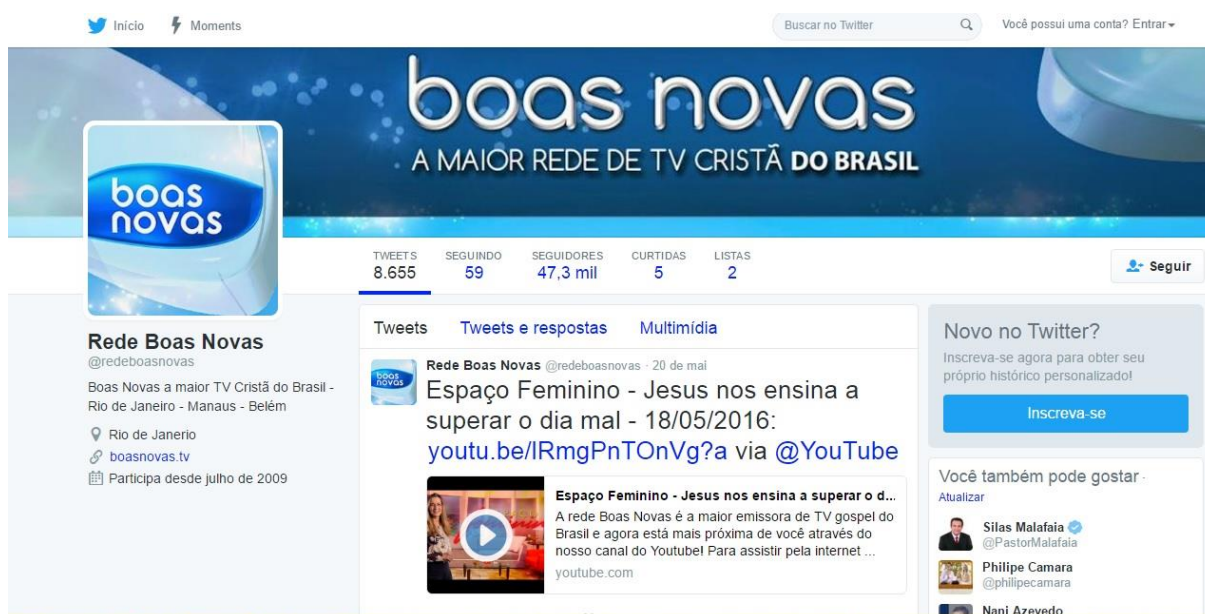 Início
Moments
Buscar no Twitter
Você possui uma conta? Entrar
boas novas
A MAIOR REDE DE TV CRISTÃ DO BRASIL
boas
novas
TWEETS SEGUINDO SEGUIDORES CURTIDAS LISTAS
8.655 59 47,3 mil 5 2
Seguir
Rede Boas Novas
@redeboasnovas
Boas Novas a maior TV Cristã do Brasil -
Rio de Janeiro - Manaus - Belém
Rio de Janerio
boasnovas.tv
Participa desde julho de 2009
Tweets Tweets e respostas Multimídia
boas
novas
Rede Boas Novas @redeboasnovas · 20 de mai
Espaço Feminino - Jesus nos ensina a
superar o dia mal - 18/05/2016:
youtu.be/lRmgPnTOnVg?a via @YouTube
Espaço Feminino - Jesus nos ensina a superar o d...
A rede Boas Novas é a maior emissora de TV gospel do
Brasil e agora está mais próxima de você através do
nosso canal do Youtube! Para assistir pela internet ...
youtube.com
Novo no Twitter?
Inscreva-se agora para obter seu
próprio histórico personalizado!
Inscreva-se
Você também pode gostar ·
Atualizar
Silas Malafaia
@PastorMalafaia
Philipe Camara
@philipecamara
Nani Azevedo